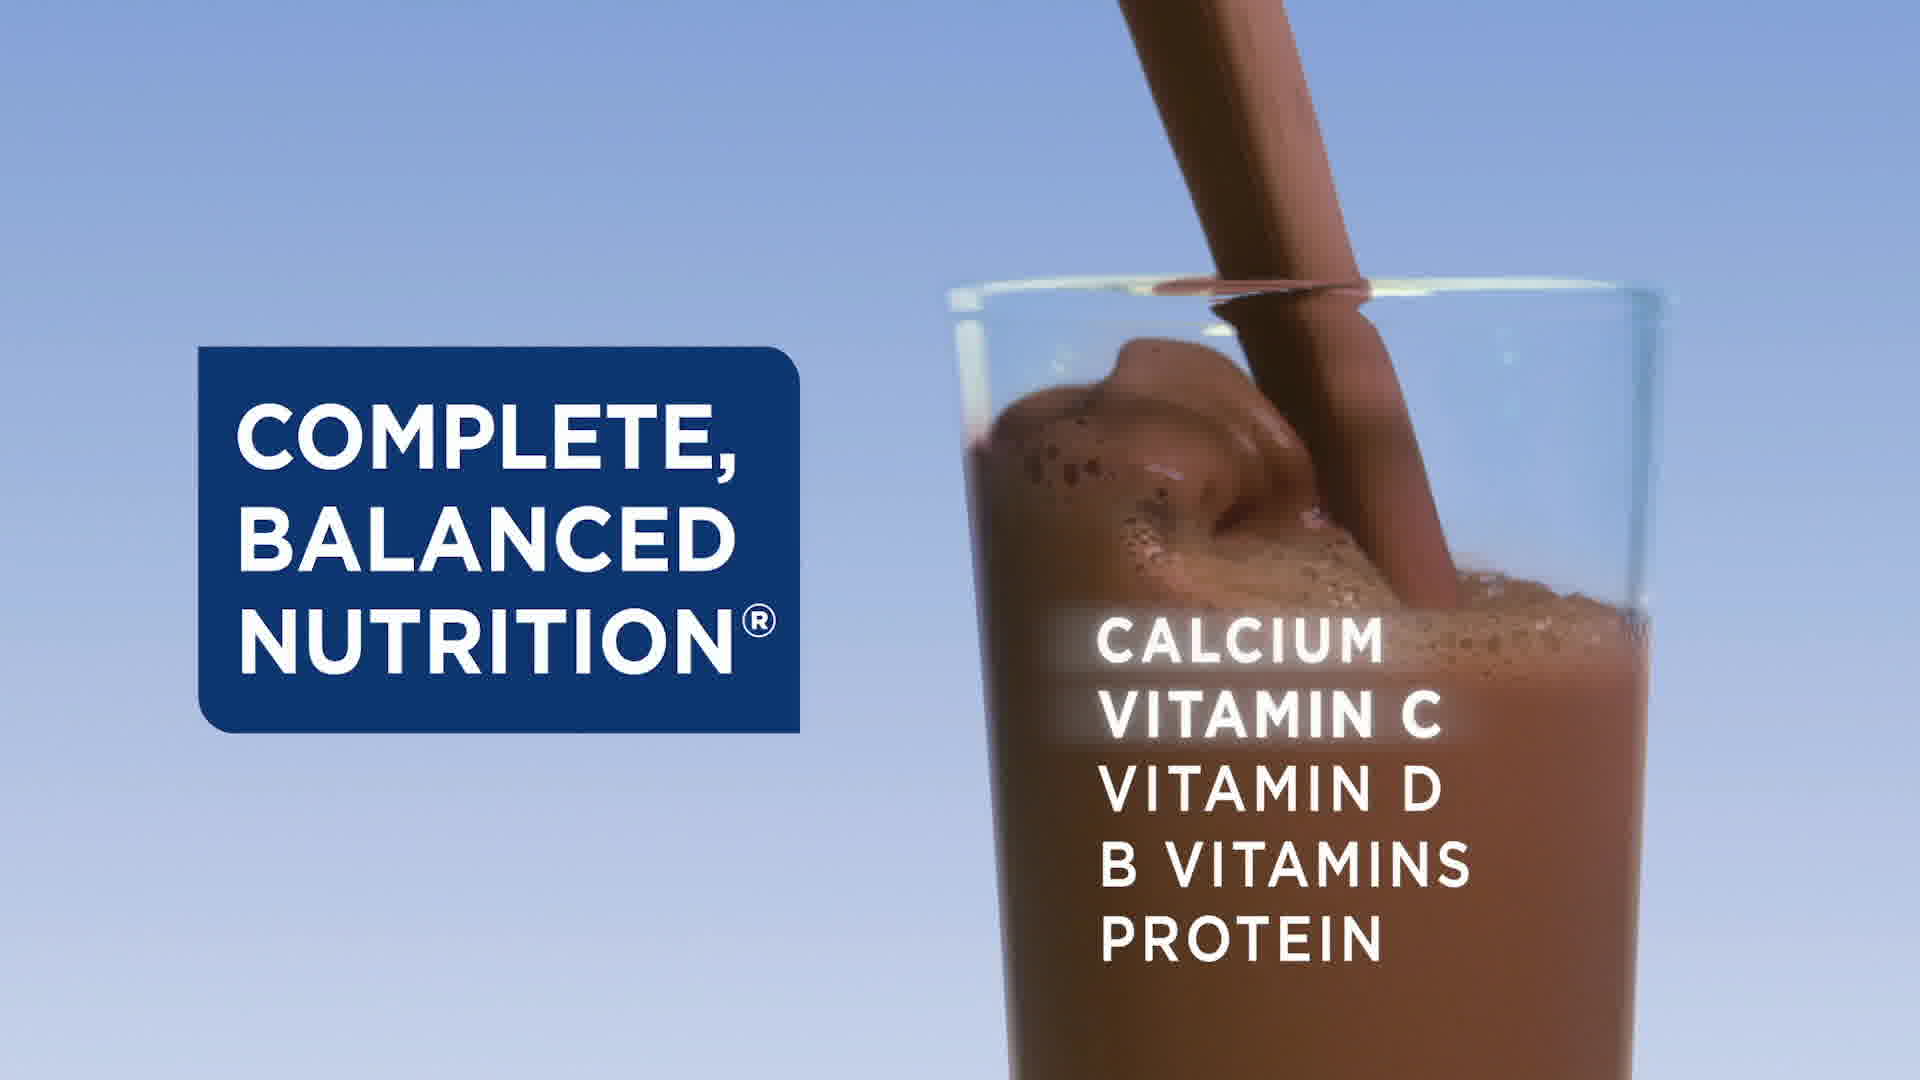 COMPLETE,
BALANCED
NUTRITION®
CALCIUM
VITAMIN C
VITAMIN D
B VITAMINS
PROTEIN